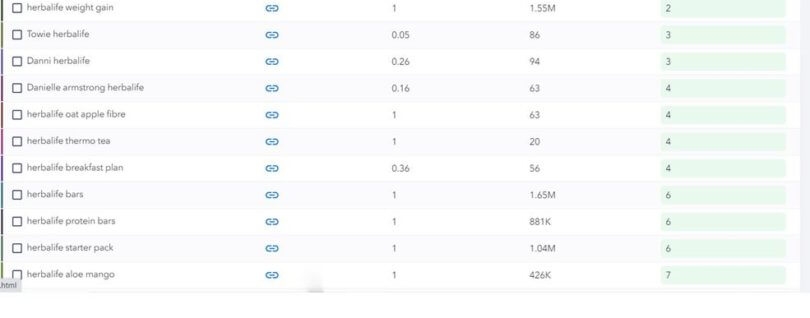 herbalife weight gain 1 1.55M 2
Towie herbalife 0.05 86 3
Danni herbalife 0.26 94 3
Danielle armstrong herbalife 0.16 63 4
herbalife oat apple fibre 1 63 4
herbalife thermo tea 1 20 4
herbalife breakfast plan 0.36 56 4
herbalife bars 1 1.65M 6
herbalife protein bars 1 881K 6
herbalife starter pack 1 1.04M 6
herbalife aloe mango 1 426K 7
.html